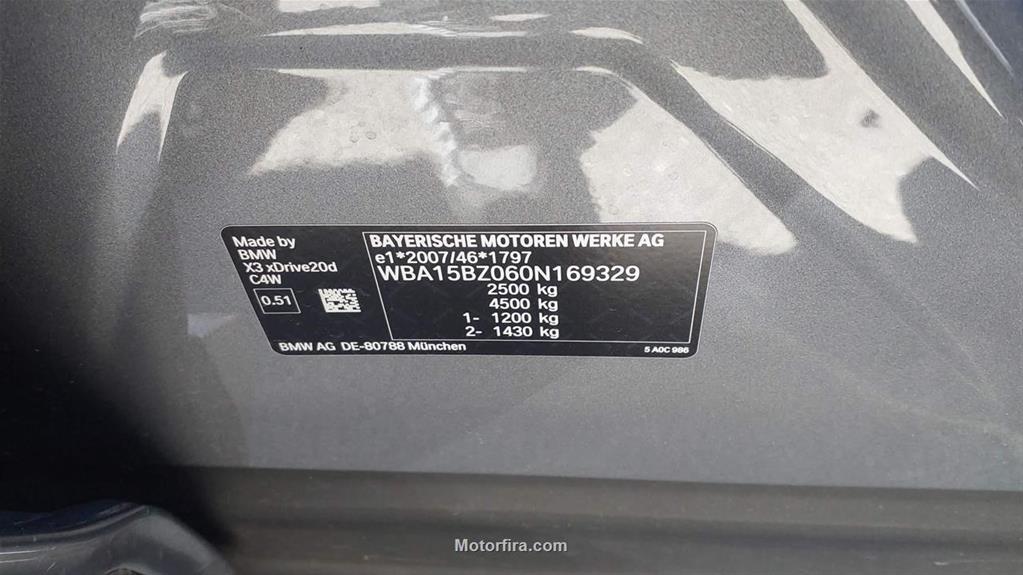 Made by
BMW
X3 xDrive20d
C4W
0.51
BMW AG DE-80788 München
BAYERISCHE MOTOREN WERKE AG
e1*2007/46*1797
WBA15BZ060N169329
2500 kg
4500 kg
1- 1200 kg
2- 1430 kg
5 A0C 986
Motorfira.com